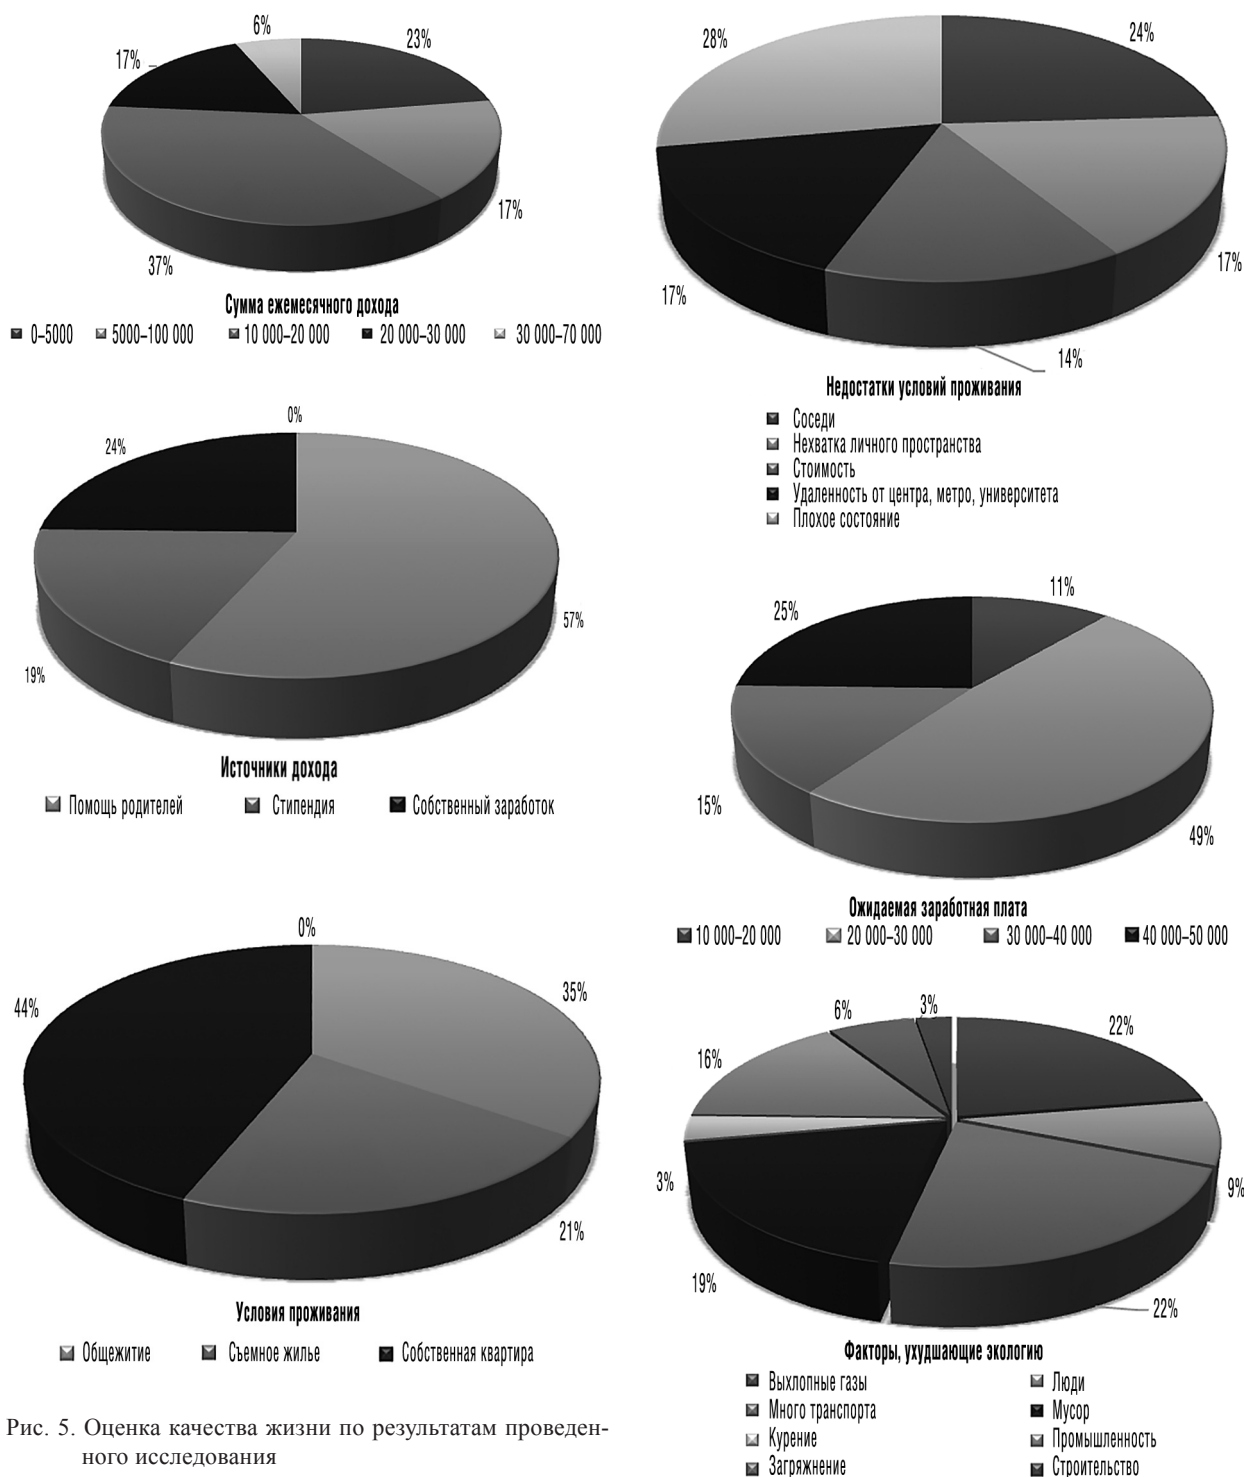 6%
23%
17%
17%
37%
Сумма ежемесячного дохода
0–5000 5000–100 000 10 000–20 000 20 000–30 000 30 000–70 000
0%
24%
57%
19%
Источники дохода
Помощь родителей Стипендия Собственный заработок
0%
44%
35%
21%
Условия проживания
Общежитие Съемное жилье Собственная квартира
Рис. 5. Оценка качества жизни по результатам проведен-
ного исследования
28%
24%
17%
17%
14%
Недостатки условий проживания
Соседи
Нехватка личного пространства
Стоимость
Удаленность от центра, метро, университета
Плохое состояние
11%
25%
15%
49%
Ожидаемая заработная плата
10 000–20 000 20 000–30 000 30 000–40 000 40 000–50 000
6%
3%
22%
16%
3%
9%
19%
22%
Факторы, ухудшающие экологию
Выхлопные газы Люди
Много транспорта Мусор
Курение Промышленность
Загряжнение Строительство